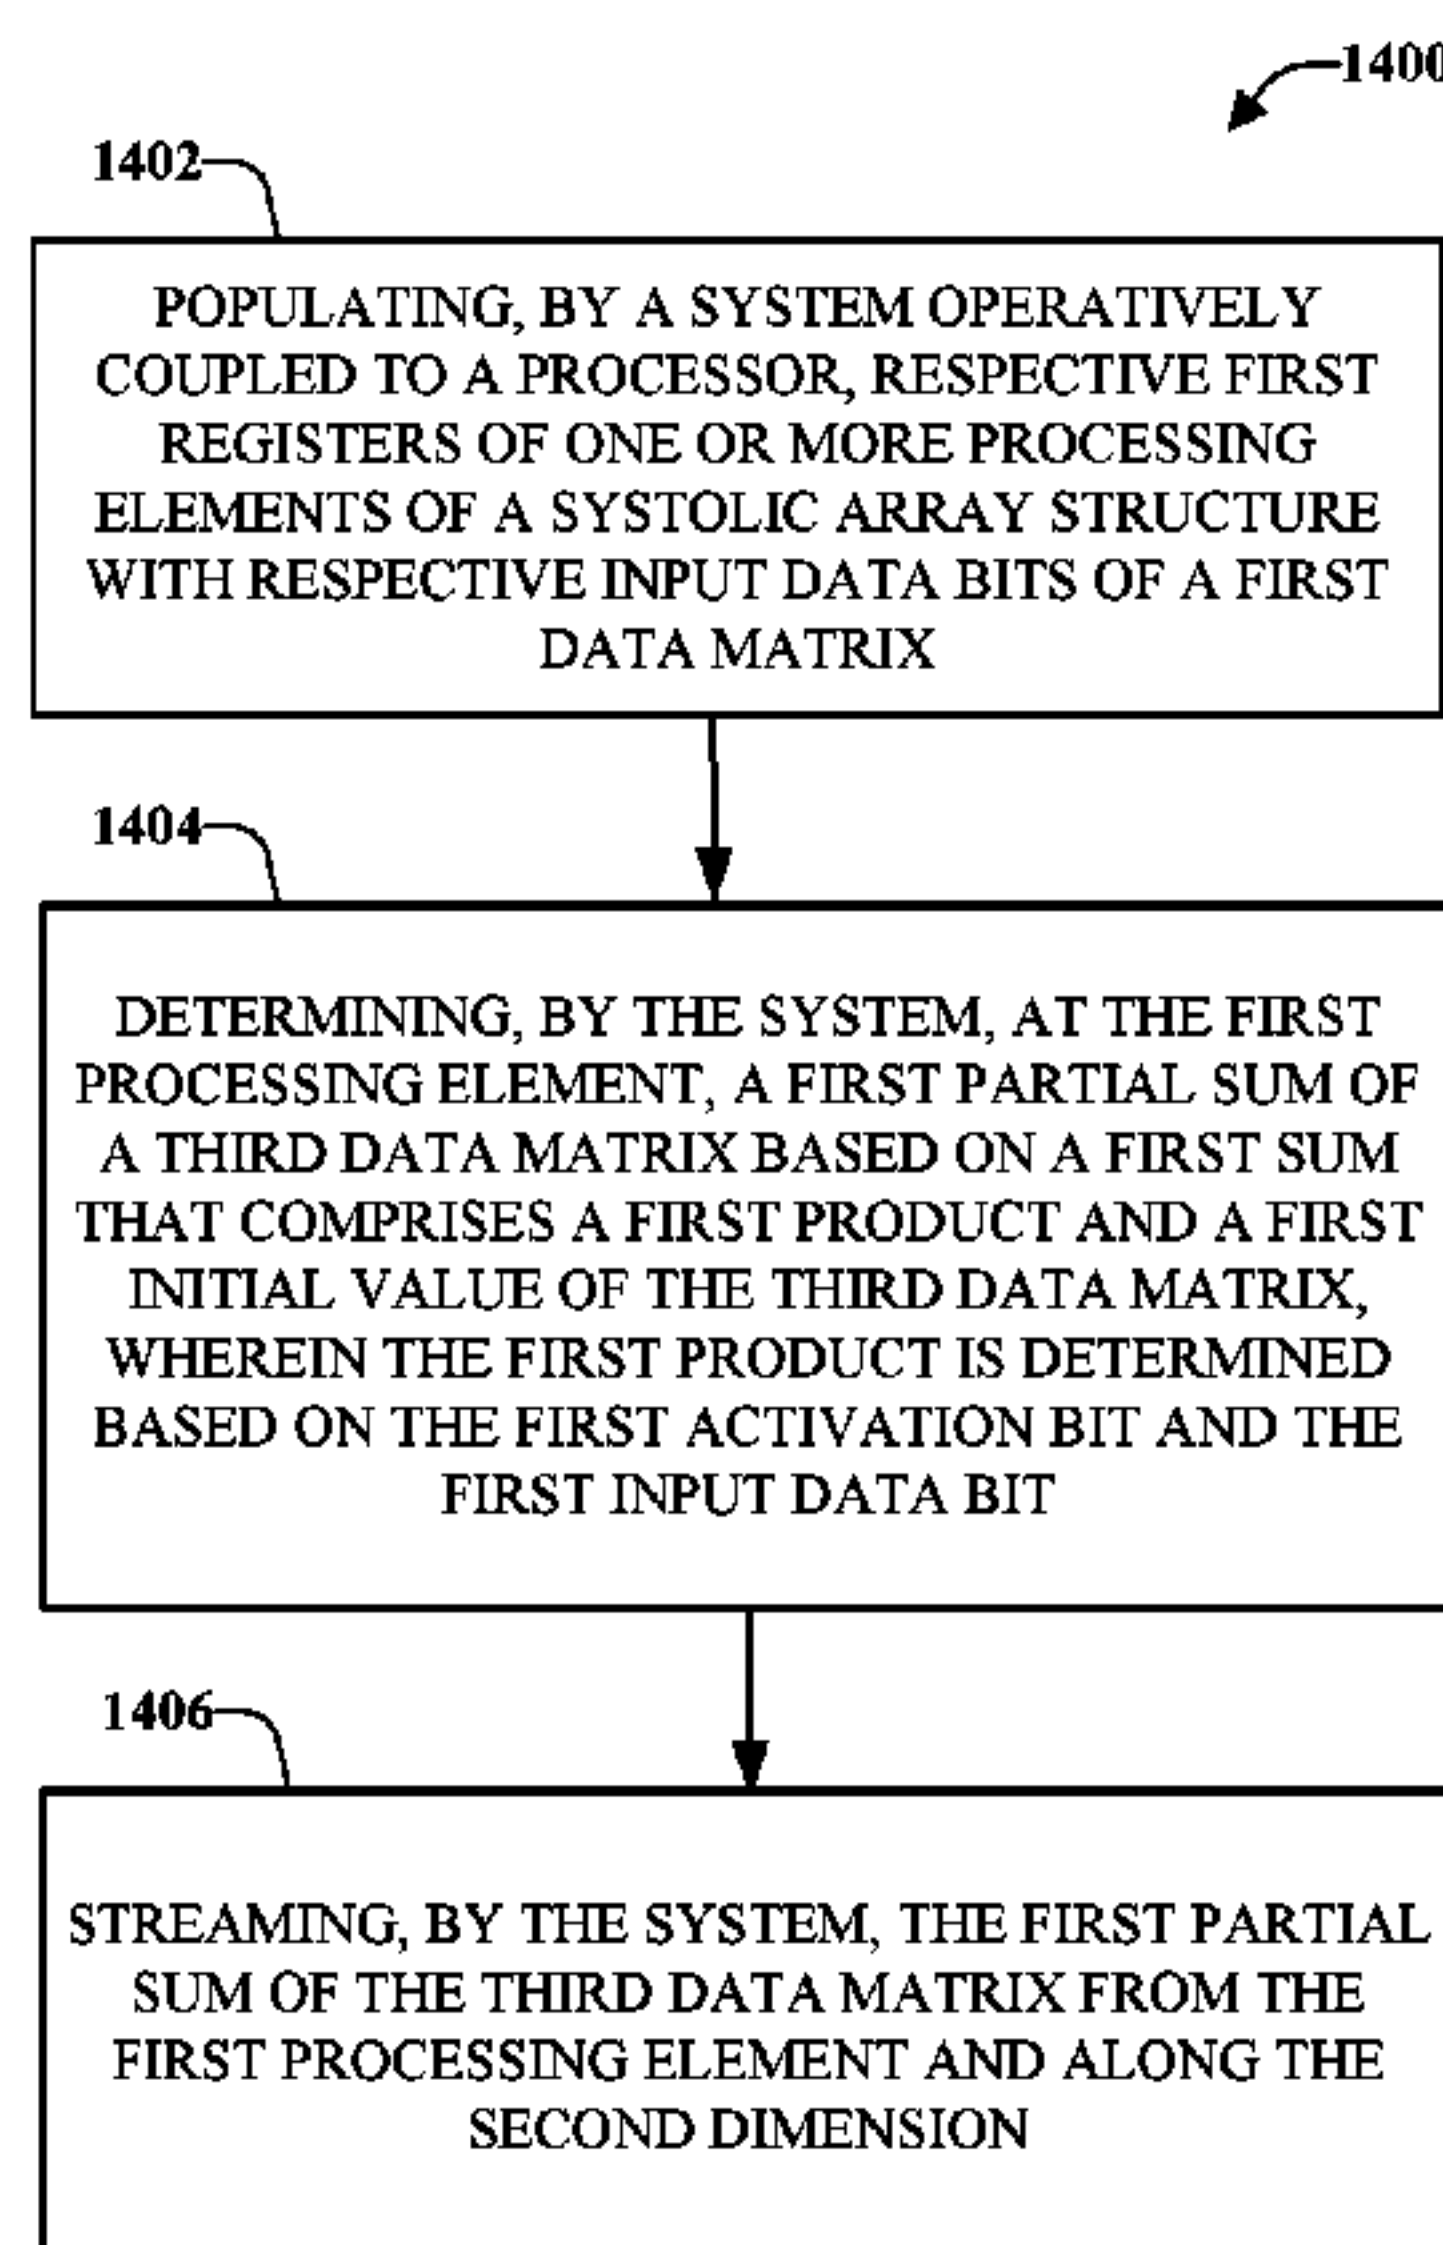 1400
1402
POPULATING, BY A SYSTEM OPERATIVELY
COUPLED TO A PROCESSOR, RESPECTIVE FIRST
REGISTERS OF ONE OR MORE PROCESSING
ELEMENTS OF A SYSTOLIC ARRAY STRUCTURE
WITH RESPECTIVE INPUT DATA BITS OF A FIRST
DATA MATRIX
1404
DETERMINING, BY THE SYSTEM, AT THE FIRST
PROCESSING ELEMENT, A FIRST PARTIAL SUM OF
A THIRD DATA MATRIX BASED ON A FIRST SUM
THAT COMPRISES A FIRST PRODUCT AND A FIRST
INITIAL VALUE OF THE THIRD DATA MATRIX,
WHEREIN THE FIRST PRODUCT IS DETERMINED
BASED ON THE FIRST ACTIVATION BIT AND THE
FIRST INPUT DATA BIT
1406
STREAMING, BY THE SYSTEM, THE FIRST PARTIAL
SUM OF THE THIRD DATA MATRIX FROM THE
FIRST PROCESSING ELEMENT AND ALONG THE
SECOND DIMENSION